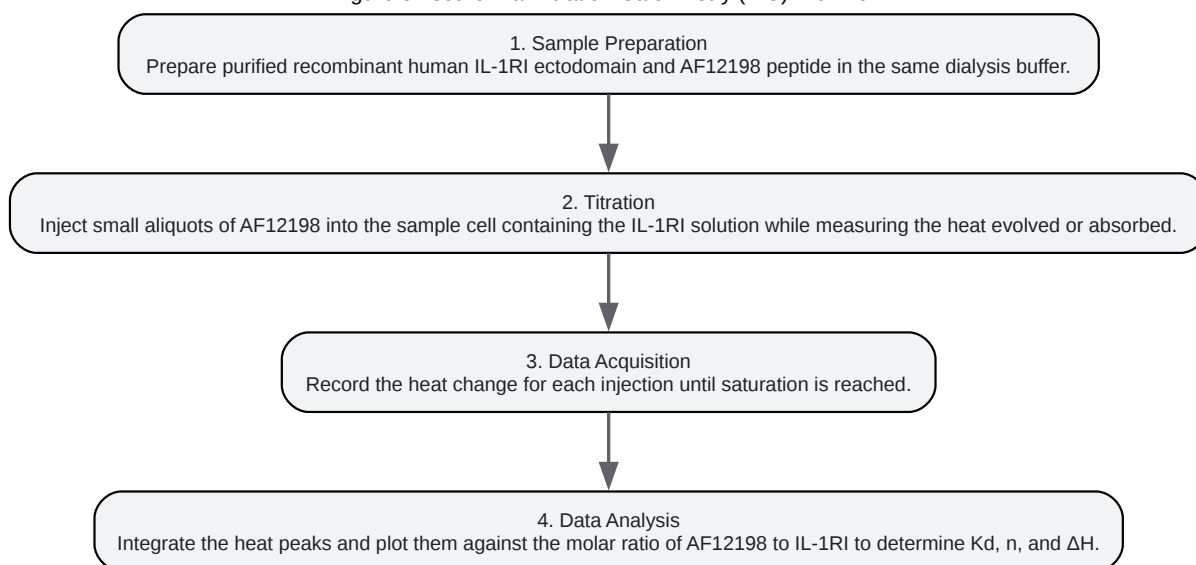 1. Sample Preparation
Prepare purified recombinant human IL-1RI ectodomain and AF12198 peptide in the same dialysis buffer.
2. Titration
Inject small aliquots of AF12198 into the sample cell containing the IL-1RI solution while measuring the heat evolved or absorbed.
3. Data Acquisition
Record the heat change for each injection until saturation is reached.
4. Data Analysis
Integrate the heat peaks and plot them against the molar ratio of AF12198 to IL-1RI to determine Kd, n, and ΔH.